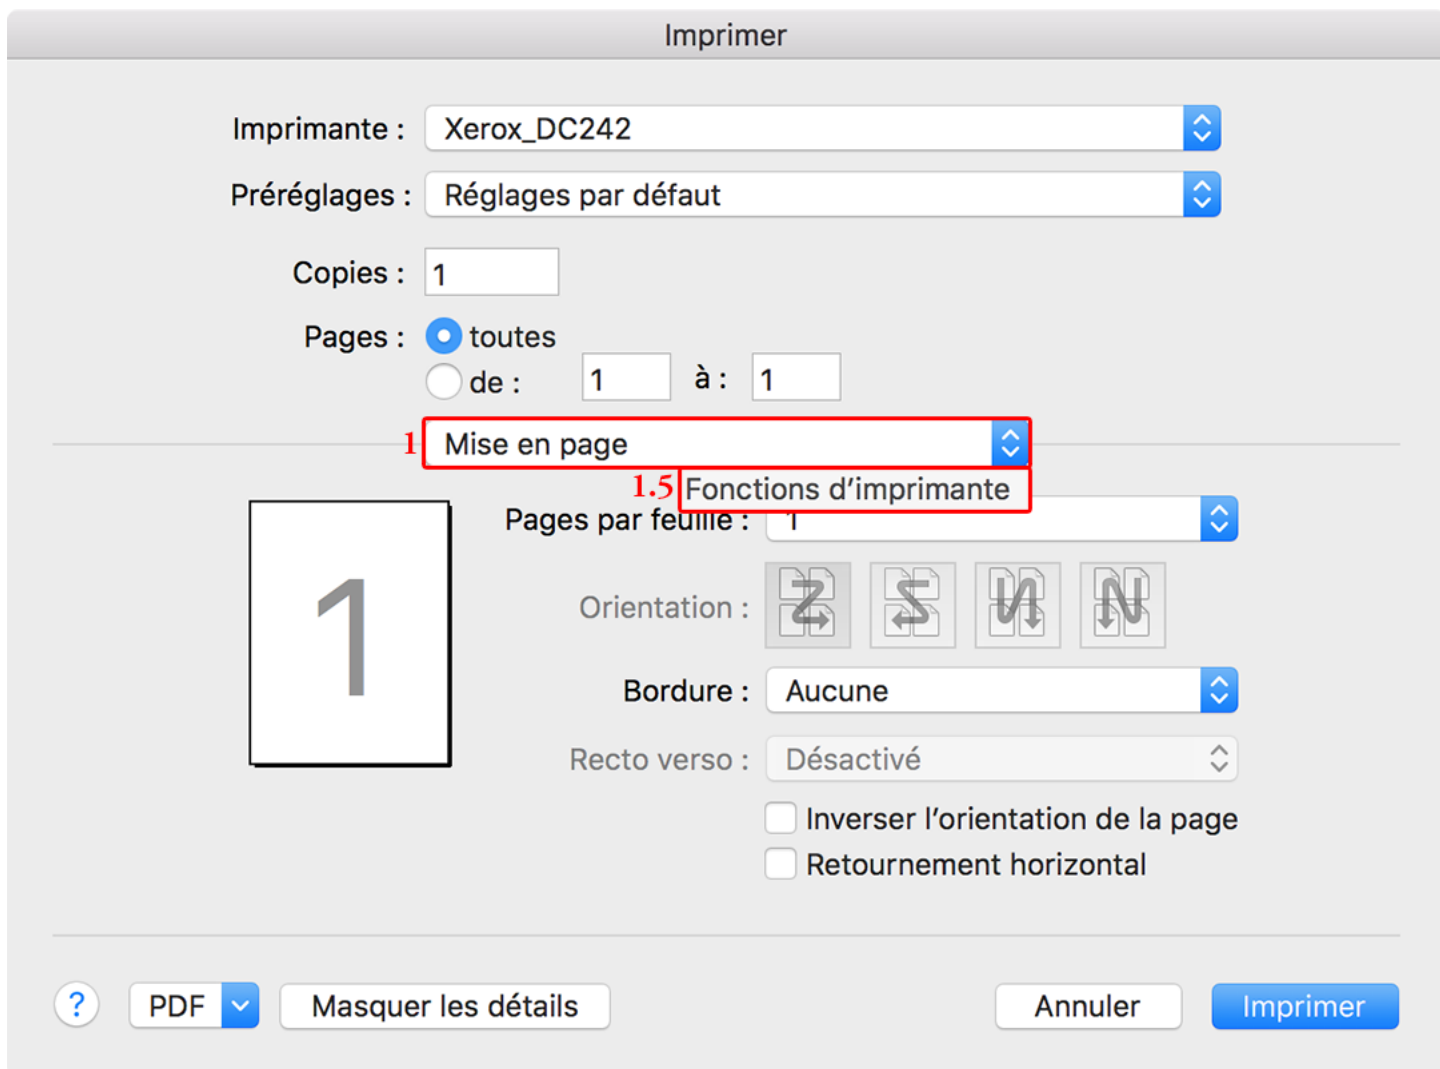 Imprimer
Imprimante : Xerox_DC242
Préréglages : Réglages par défaut
Copies : 1
Pages : toutes
de : 1 à : 1
1 Mise en page
1.5 Fonctions d’imprimante
Pages par feuille : 1
1
Orientation :
Bordure : Aucune
Recto verso : Désactivé
Inverser l’orientation de la page
Retournement horizontal
? PDF Masquer les détails Annuler Imprimer